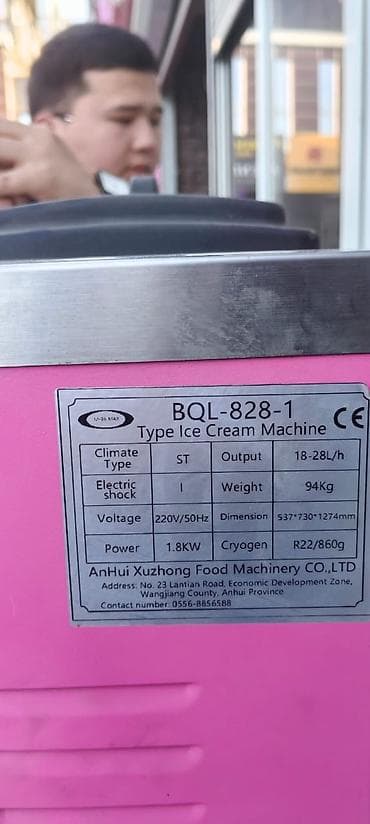 BQL-828-1
Type Ice Cream Machine
CE
Climate Type ST Output 18-28L/h
Electric shock I Weight 94Kg
Voltage 220V/50Hz Dimension 537*730*1274mm
Power 1.8KW Cryogen R22/860g
AnHui Xuzhong Food Machinery CO.,LTD
Address: No. 23 Lantian Road, Economic Development Zone,
Wangjiang County, Anhui Province
Contact number: 0556-8856588